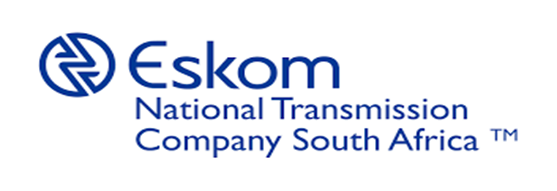 Eskom
National Transmission
Company South Africa ™